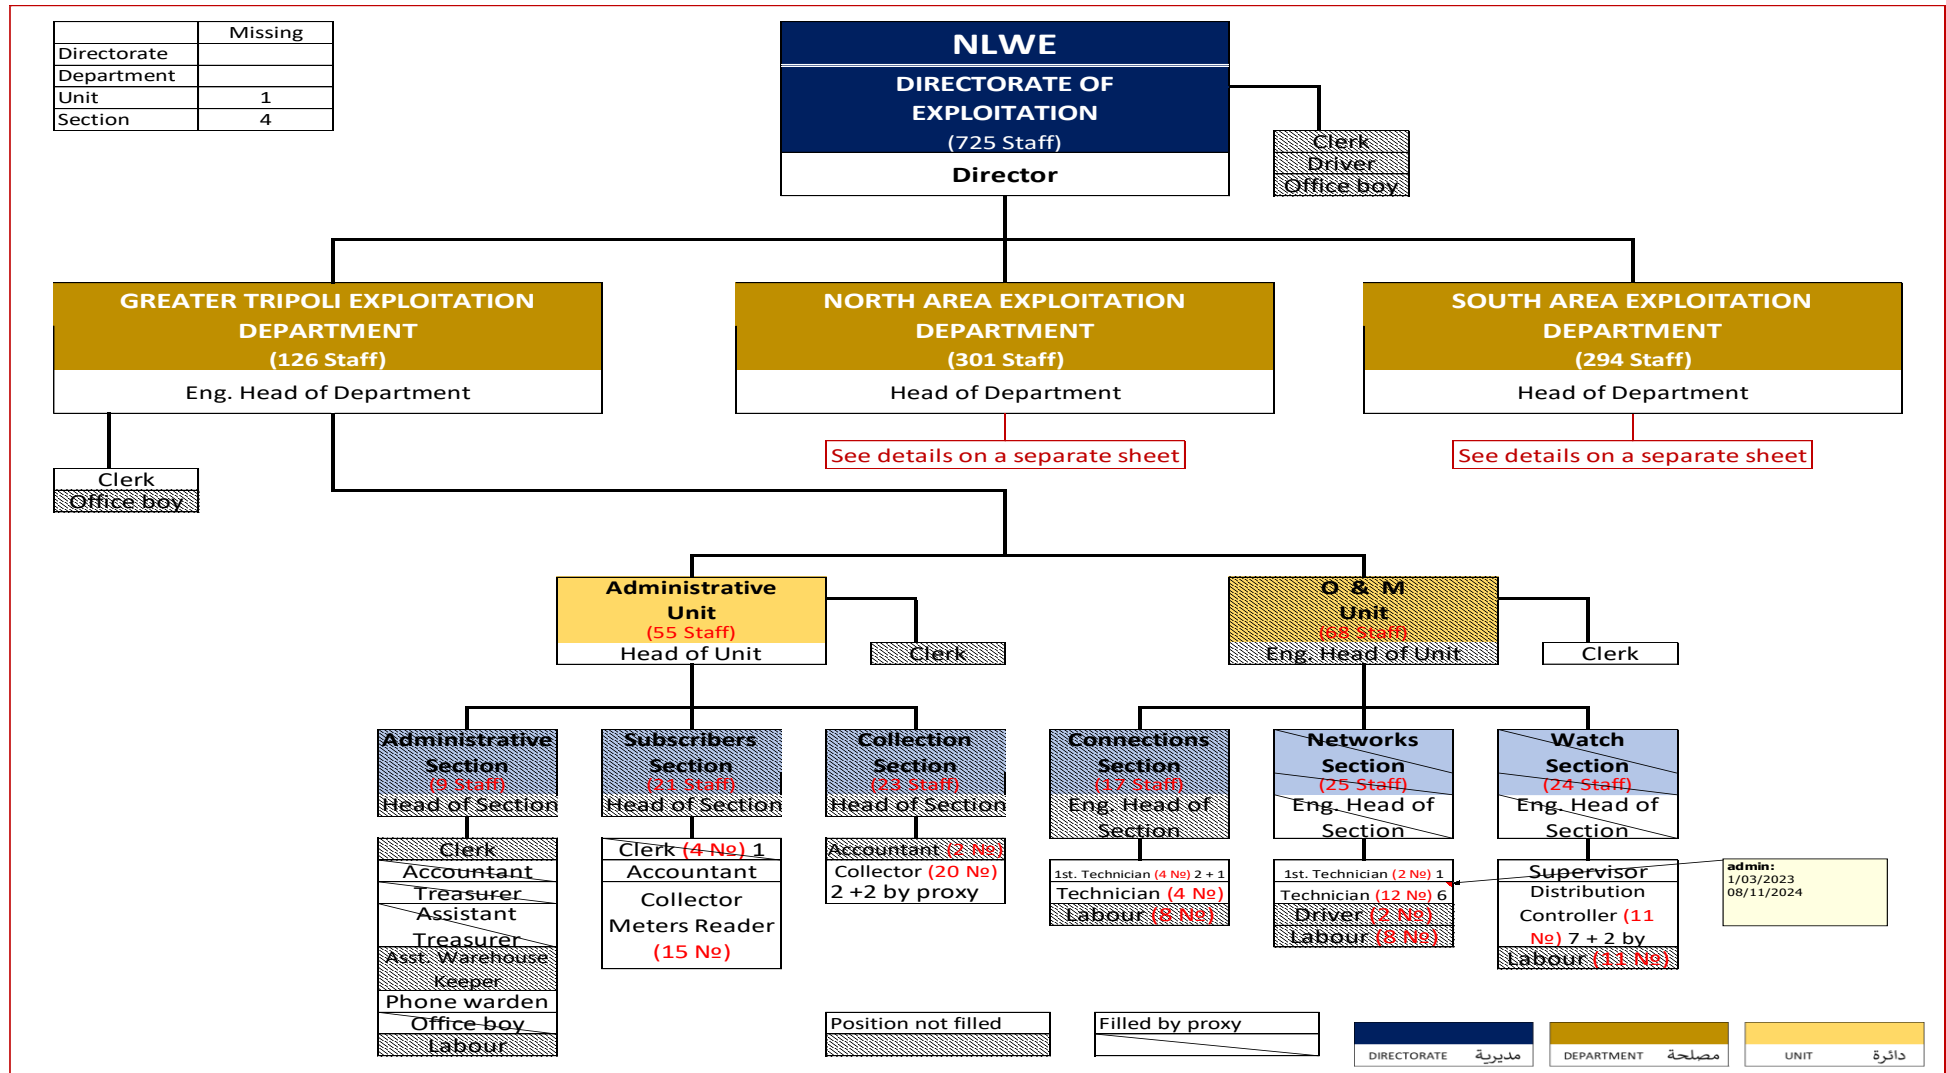 Missing
Directorate
Department
Unit 1
Section 4
NLWE
DIRECTORATE OF
EXPLOITATION
(725 Staff)
Director
Clerk
Driver
Office boy
GREATER TRIPOLI EXPLOITATION
DEPARTMENT
(126 Staff)
Eng. Head of Department
NORTH AREA EXPLOITATION
DEPARTMENT
(301 Staff)
Head of Department
SOUTH AREA EXPLOITATION
DEPARTMENT
(294 Staff)
Head of Department
See details on a separate sheet
See details on a separate sheet
Clerk
Office boy
Administrative
Unit
(55 Staff)
Head of Unit
Clerk
O & M
Unit
(68 Staff)
Eng. Head of Unit
Clerk
Administrative
Section
(9 Staff)
Head of Section
Clerk
Accountant
Treasurer
Assistant
Treasurer
Asst. Warehouse
Keeper
Phone warden
Office boy
Labour
Subscribers
Section
(21 Staff)
Head of Section
Clerk (4 №) 1
Accountant
Collector
Meters Reader
(15 №)
Collection
Section
(23 Staff)
Head of Section
Accountant (2 №)
Collector (20 №)
2 +2 by proxy
Connections
Section
(17 Staff)
Eng. Head of
Section
1st. Technician (4 №) 2 + 1
Technician (4 №)
Labour (8 №)
Networks
Section
(25 Staff)
Eng. Head of
Section
1st. Technician (2 №) 1
Technician (12 №) 6
Driver (2 №)
Labour (8 №)
Watch
Section
(24 Staff)
Eng. Head of
Section
Supervisor
Distribution
Controller (11
№) 7 + 2 by
Labour (11 №)
admin:
1/03/2023
08/11/2024
Position not filled
Filled by proxy
DIRECTORATE مديرية
DEPARTMENT مصلحة
UNIT دائرة